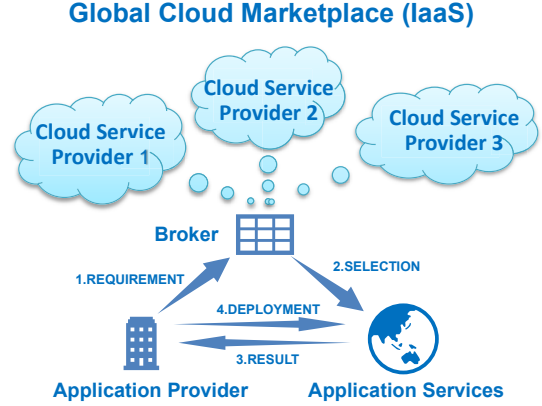 Global Cloud Marketplace (IaaS)
Cloud Service
Provider 2
Cloud Service
Provider 1
Cloud Service
Provider 3
Broker
1.REQUIREMENT
2.SELECTION
4.DEPLOYMENT
3.RESULT
Application Provider
Application Services